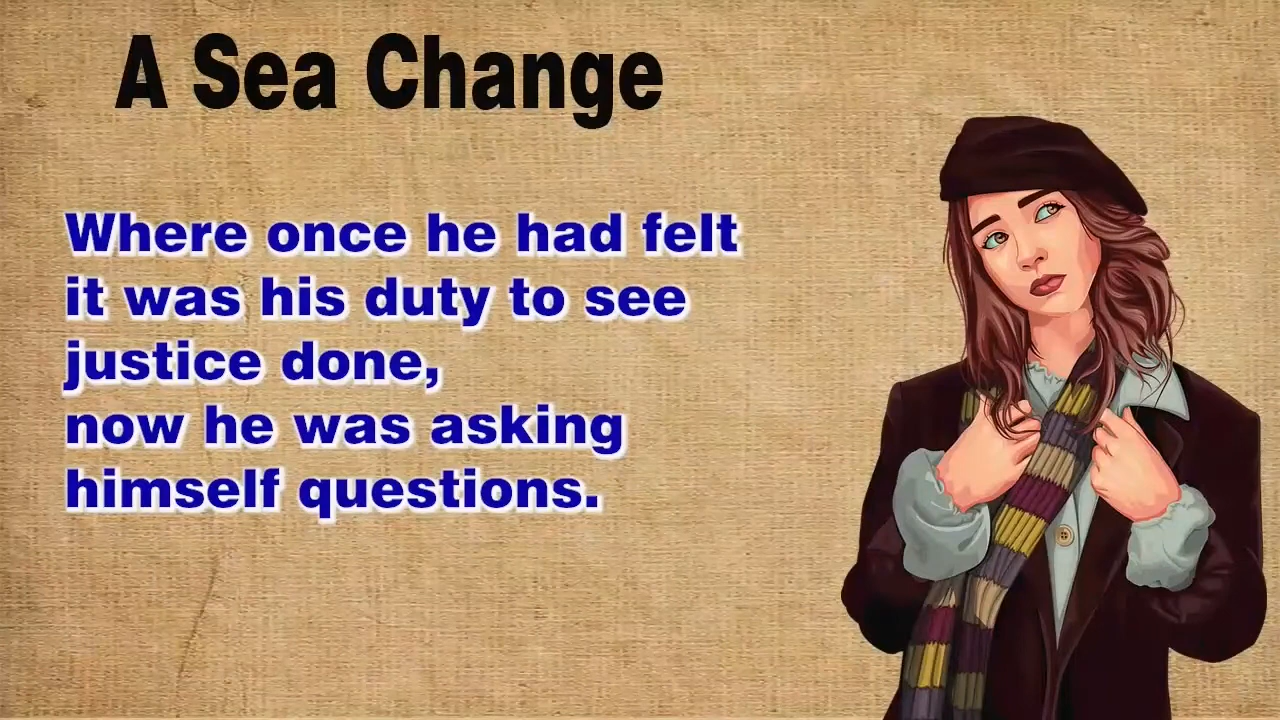 A Sea Change
Where once he had felt
it was his duty to see
justice done,
now he was asking
himself questions.